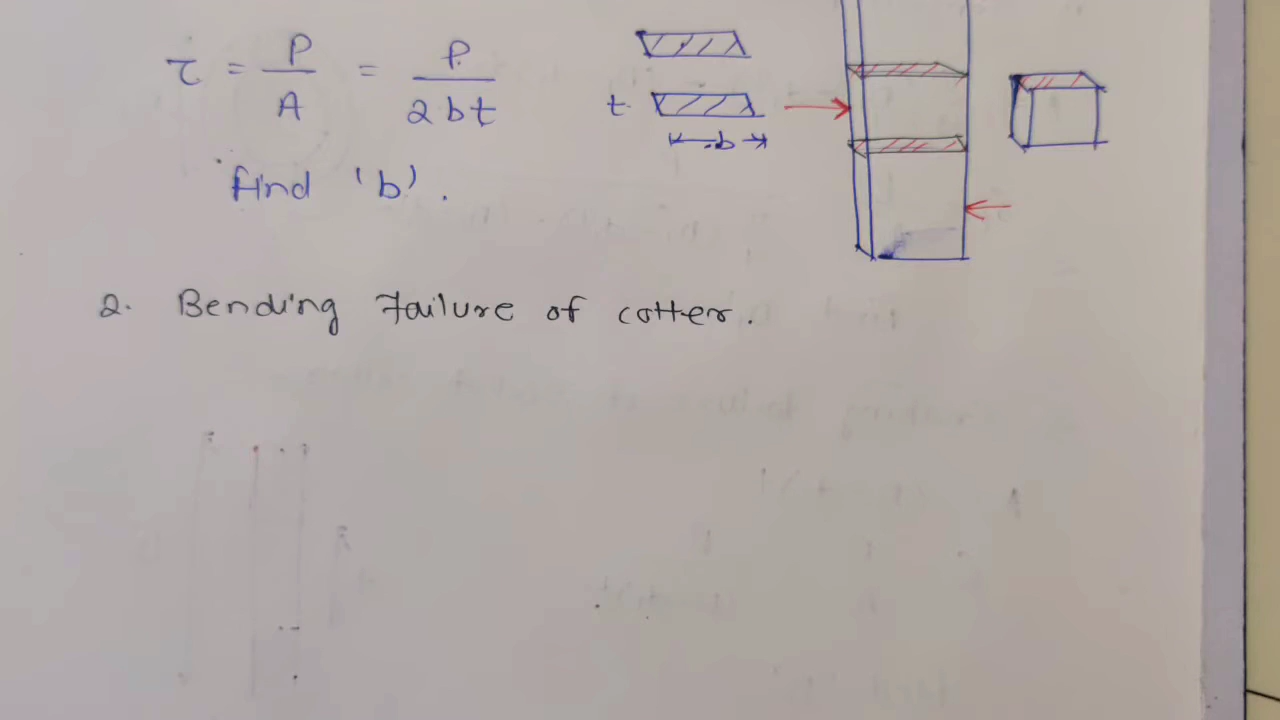 τ = P/A = P/2bt
t
b
find 'b'.
2. Bending failure of cotter.